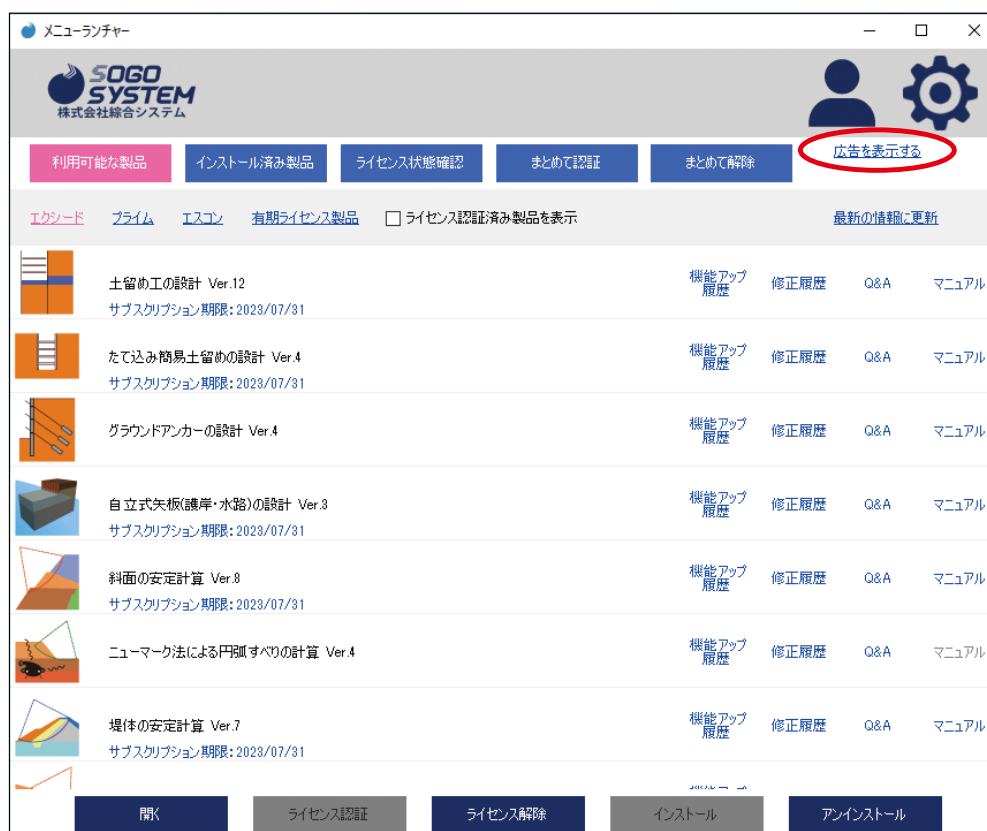 メニューランチャー
SOGO
SYSTEM
株式会社綜合システム
利用可能な製品 インストール済み製品 ライセンス状態確認 まとめて認証 まとめて解除 広告を表示する
エクシード プライム エスコン 有期ライセンス製品 ライセンス認証済み製品を表示 最新の情報に更新
土留め工の設計 Ver.12 機能アップ履歴 修正履歴 Q&A マニュアル
サブスクリプション期限:2023/07/31
たて込み簡易土留めの設計 Ver.4 機能アップ履歴 修正履歴 Q&A マニュアル
サブスクリプション期限:2023/07/31
グラウンドアンカーの設計 Ver.4 機能アップ履歴 修正履歴 Q&A マニュアル
自立式矢板(護岸・水路)の設計 Ver.3 機能アップ履歴 修正履歴 Q&A マニュアル
サブスクリプション期限:2023/07/31
斜面の安定計算 Ver.8 機能アップ履歴 修正履歴 Q&A マニュアル
サブスクリプション期限:2023/07/31
ニューマーク法による円弧すべりの計算 Ver.4 機能アップ履歴 修正履歴 Q&A マニュアル
堤体の安定計算 Ver.7 機能アップ履歴 修正履歴 Q&A マニュアル
サブスクリプション期限:2023/07/31
開く ライセンス認証 ライセンス解除 インストール アンインストール